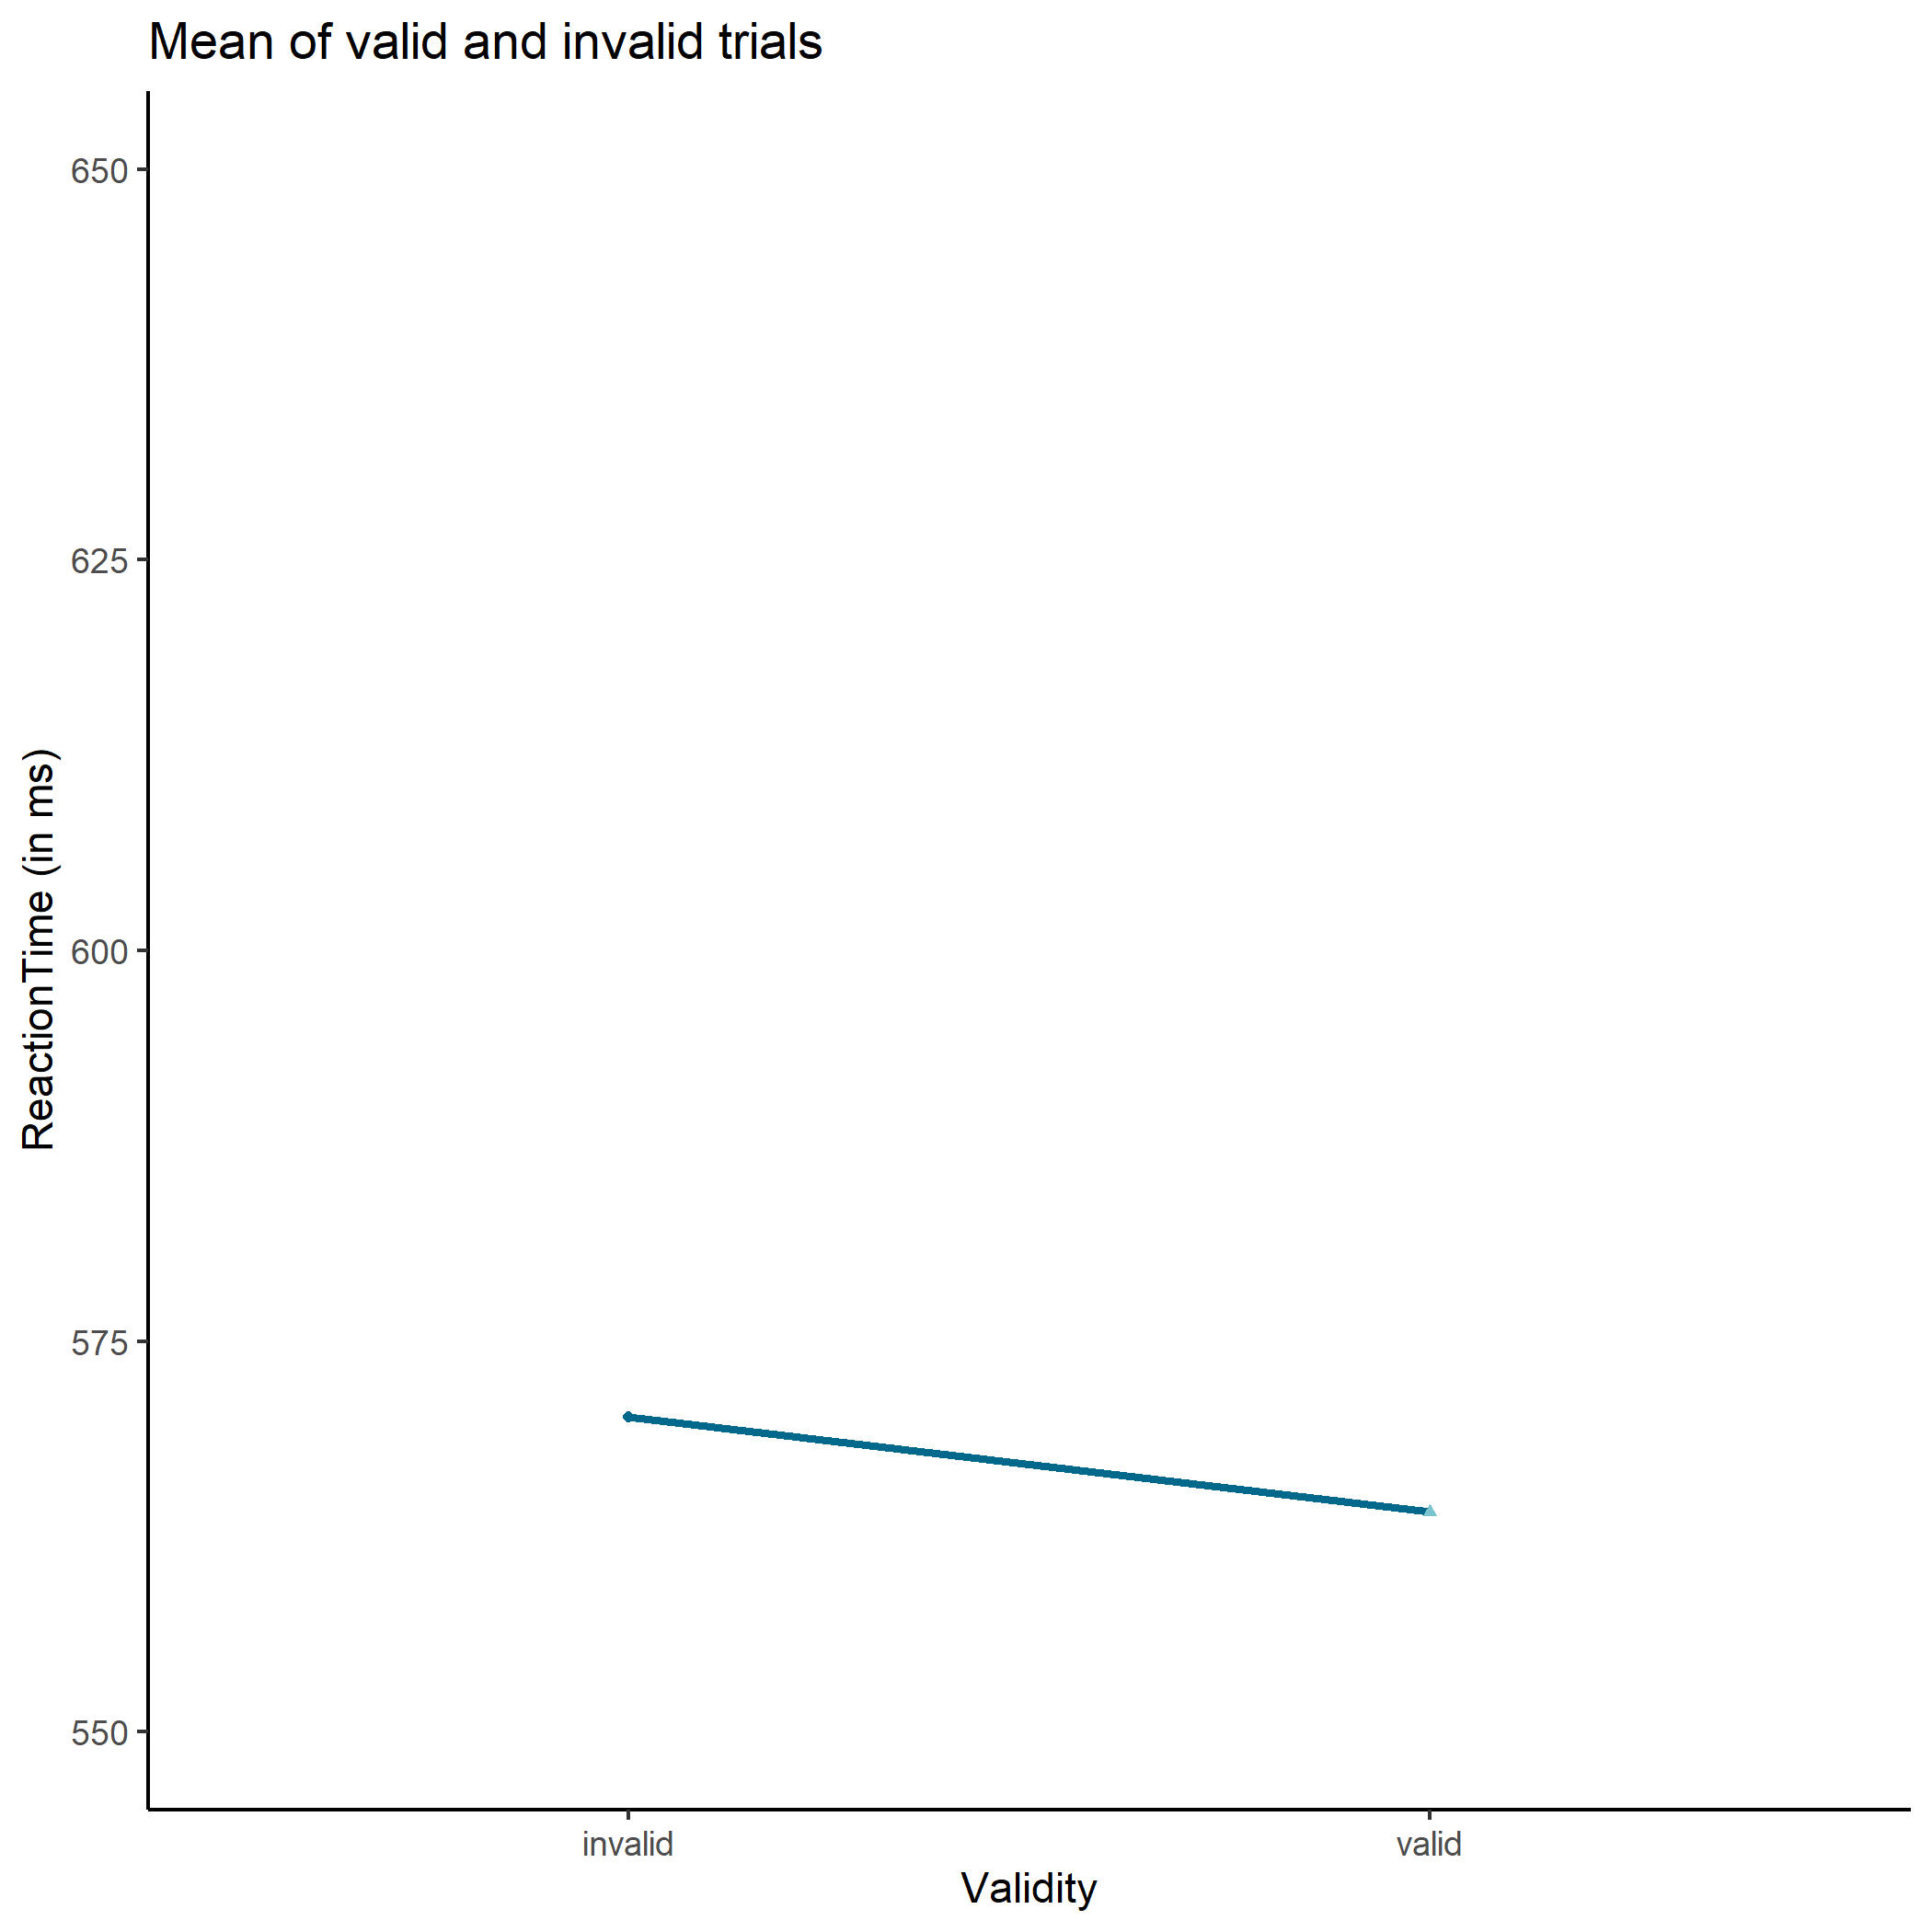 Mean of valid and invalid trials
650
625
600
575
550
ReactionTime (in ms)
invalid
valid
Validity